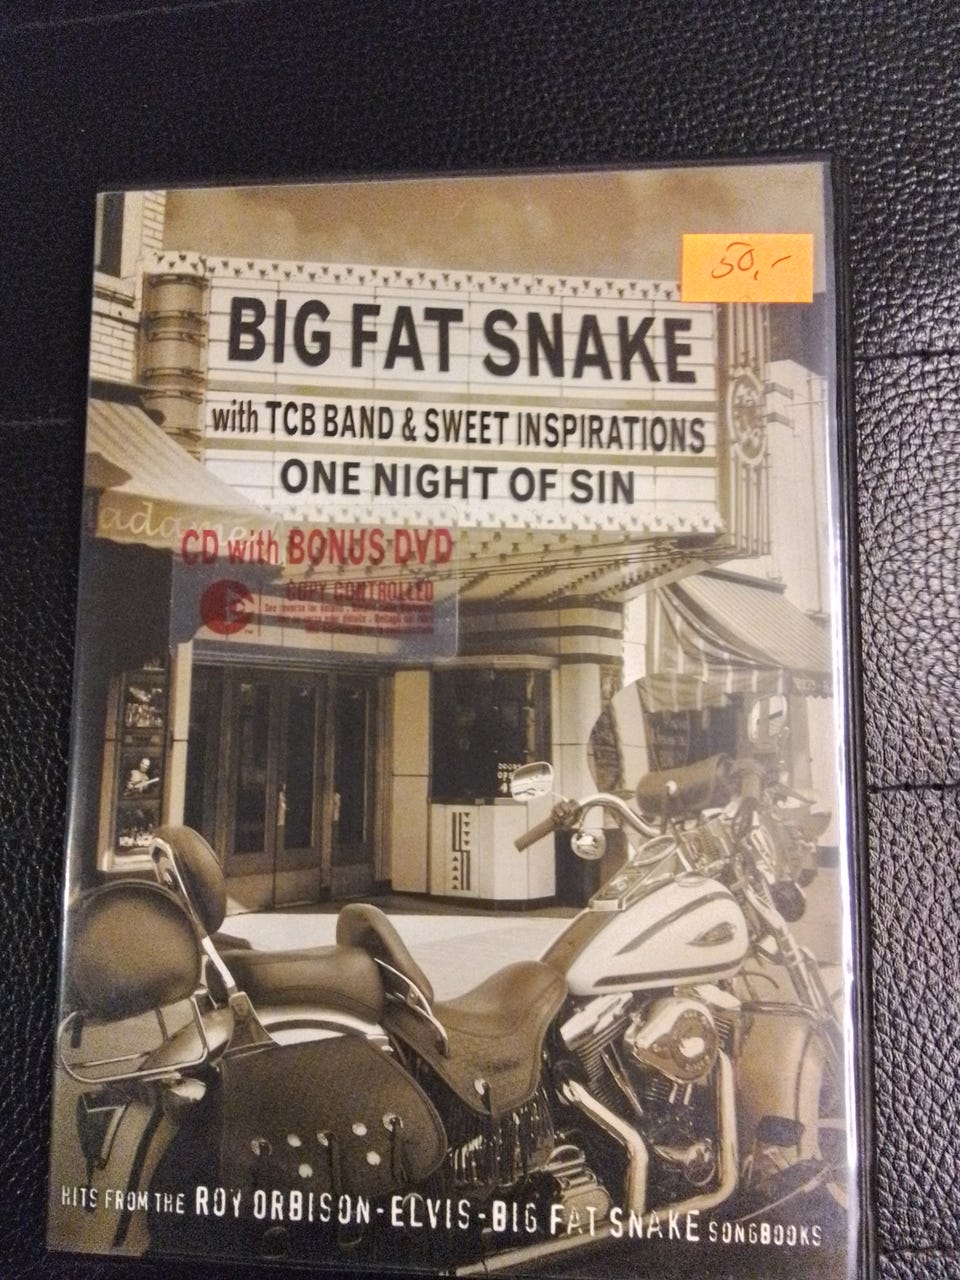 50,-
BIG FAT SNAKE
with TCB BAND & SWEET INSPIRATIONS
ONE NIGHT OF SIN
CD with BONUS DVD
COPY CONTROLLED
HITS FROM THE ROY ORBISON-ELVIS-BIG FAT SNAKE SONGBOOKS